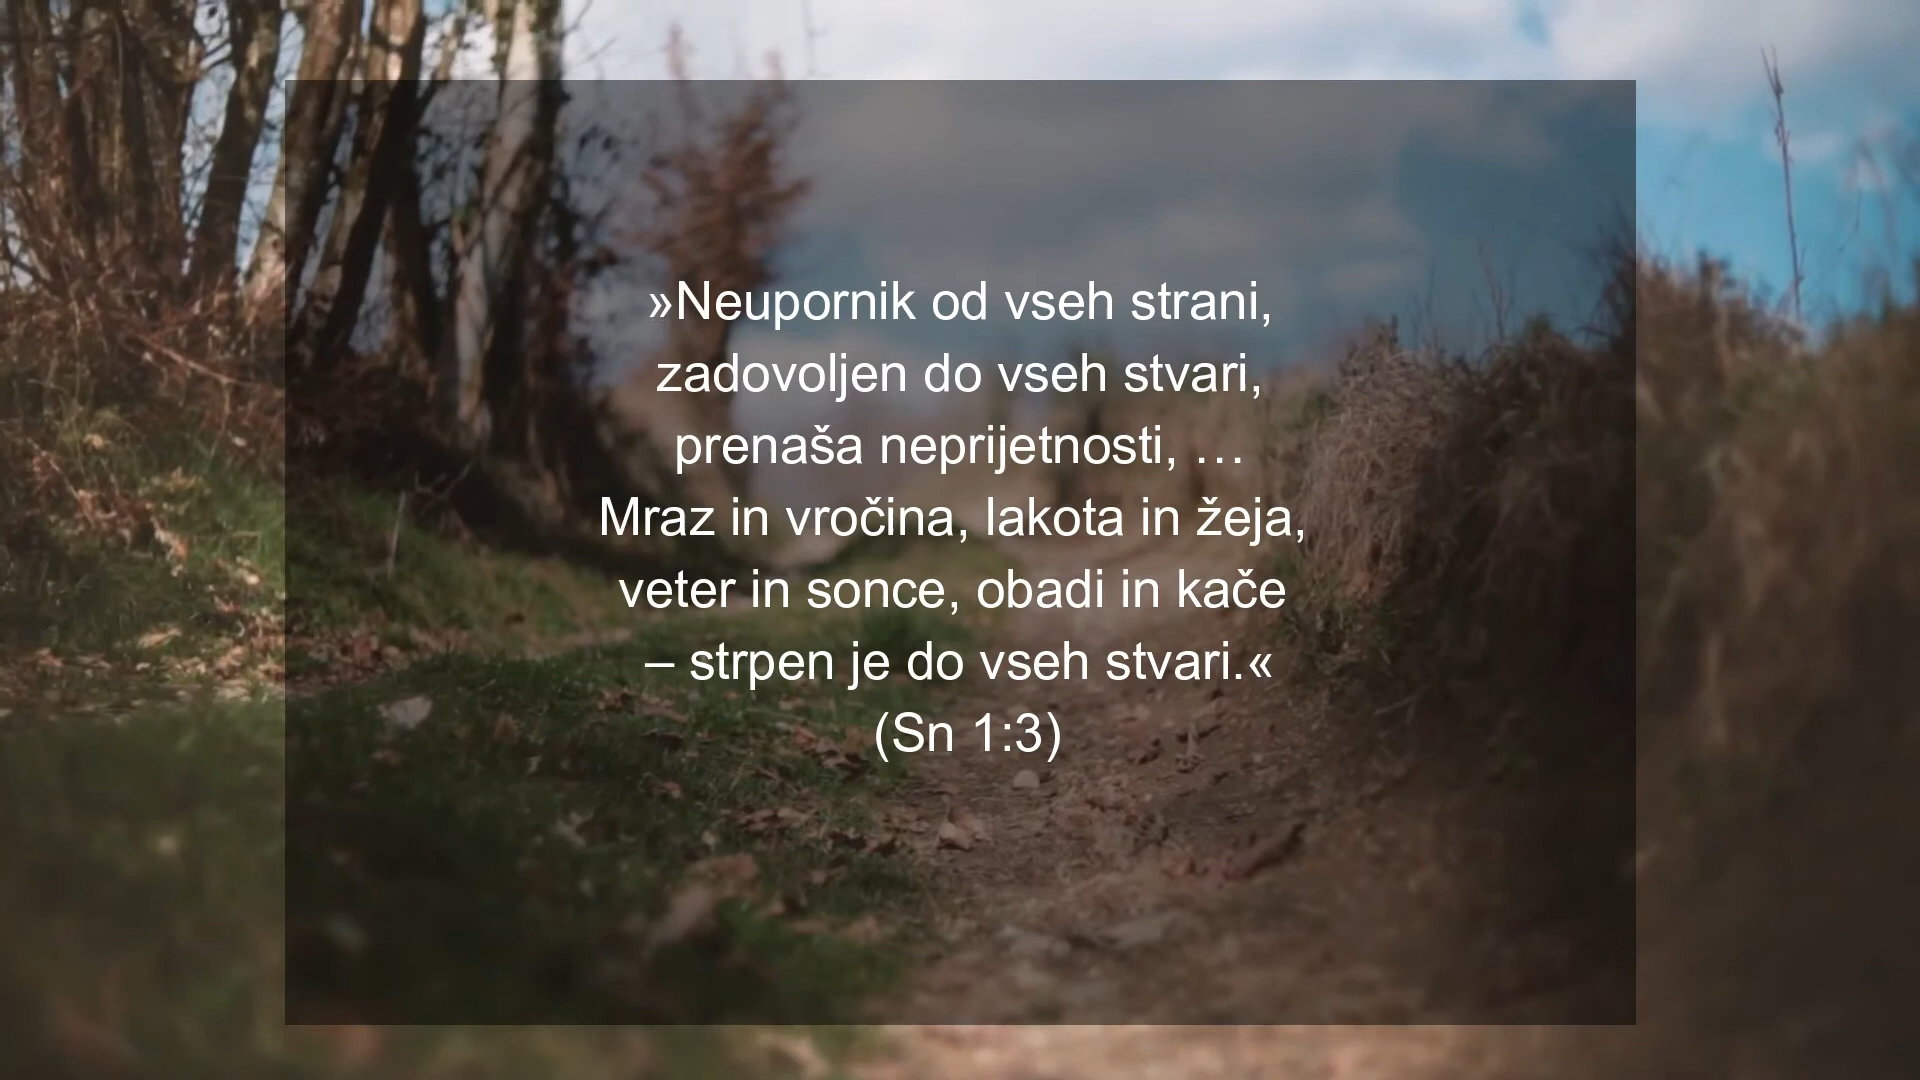 »Neupornik od vseh strani,
zadovoljen do vseh stvari,
prenaša neprijetnosti, …
Mraz in vročina, lakota in žeja,
veter in sonce, obadi in kače
– strpen je do vseh stvari.«
(Sn 1:3)